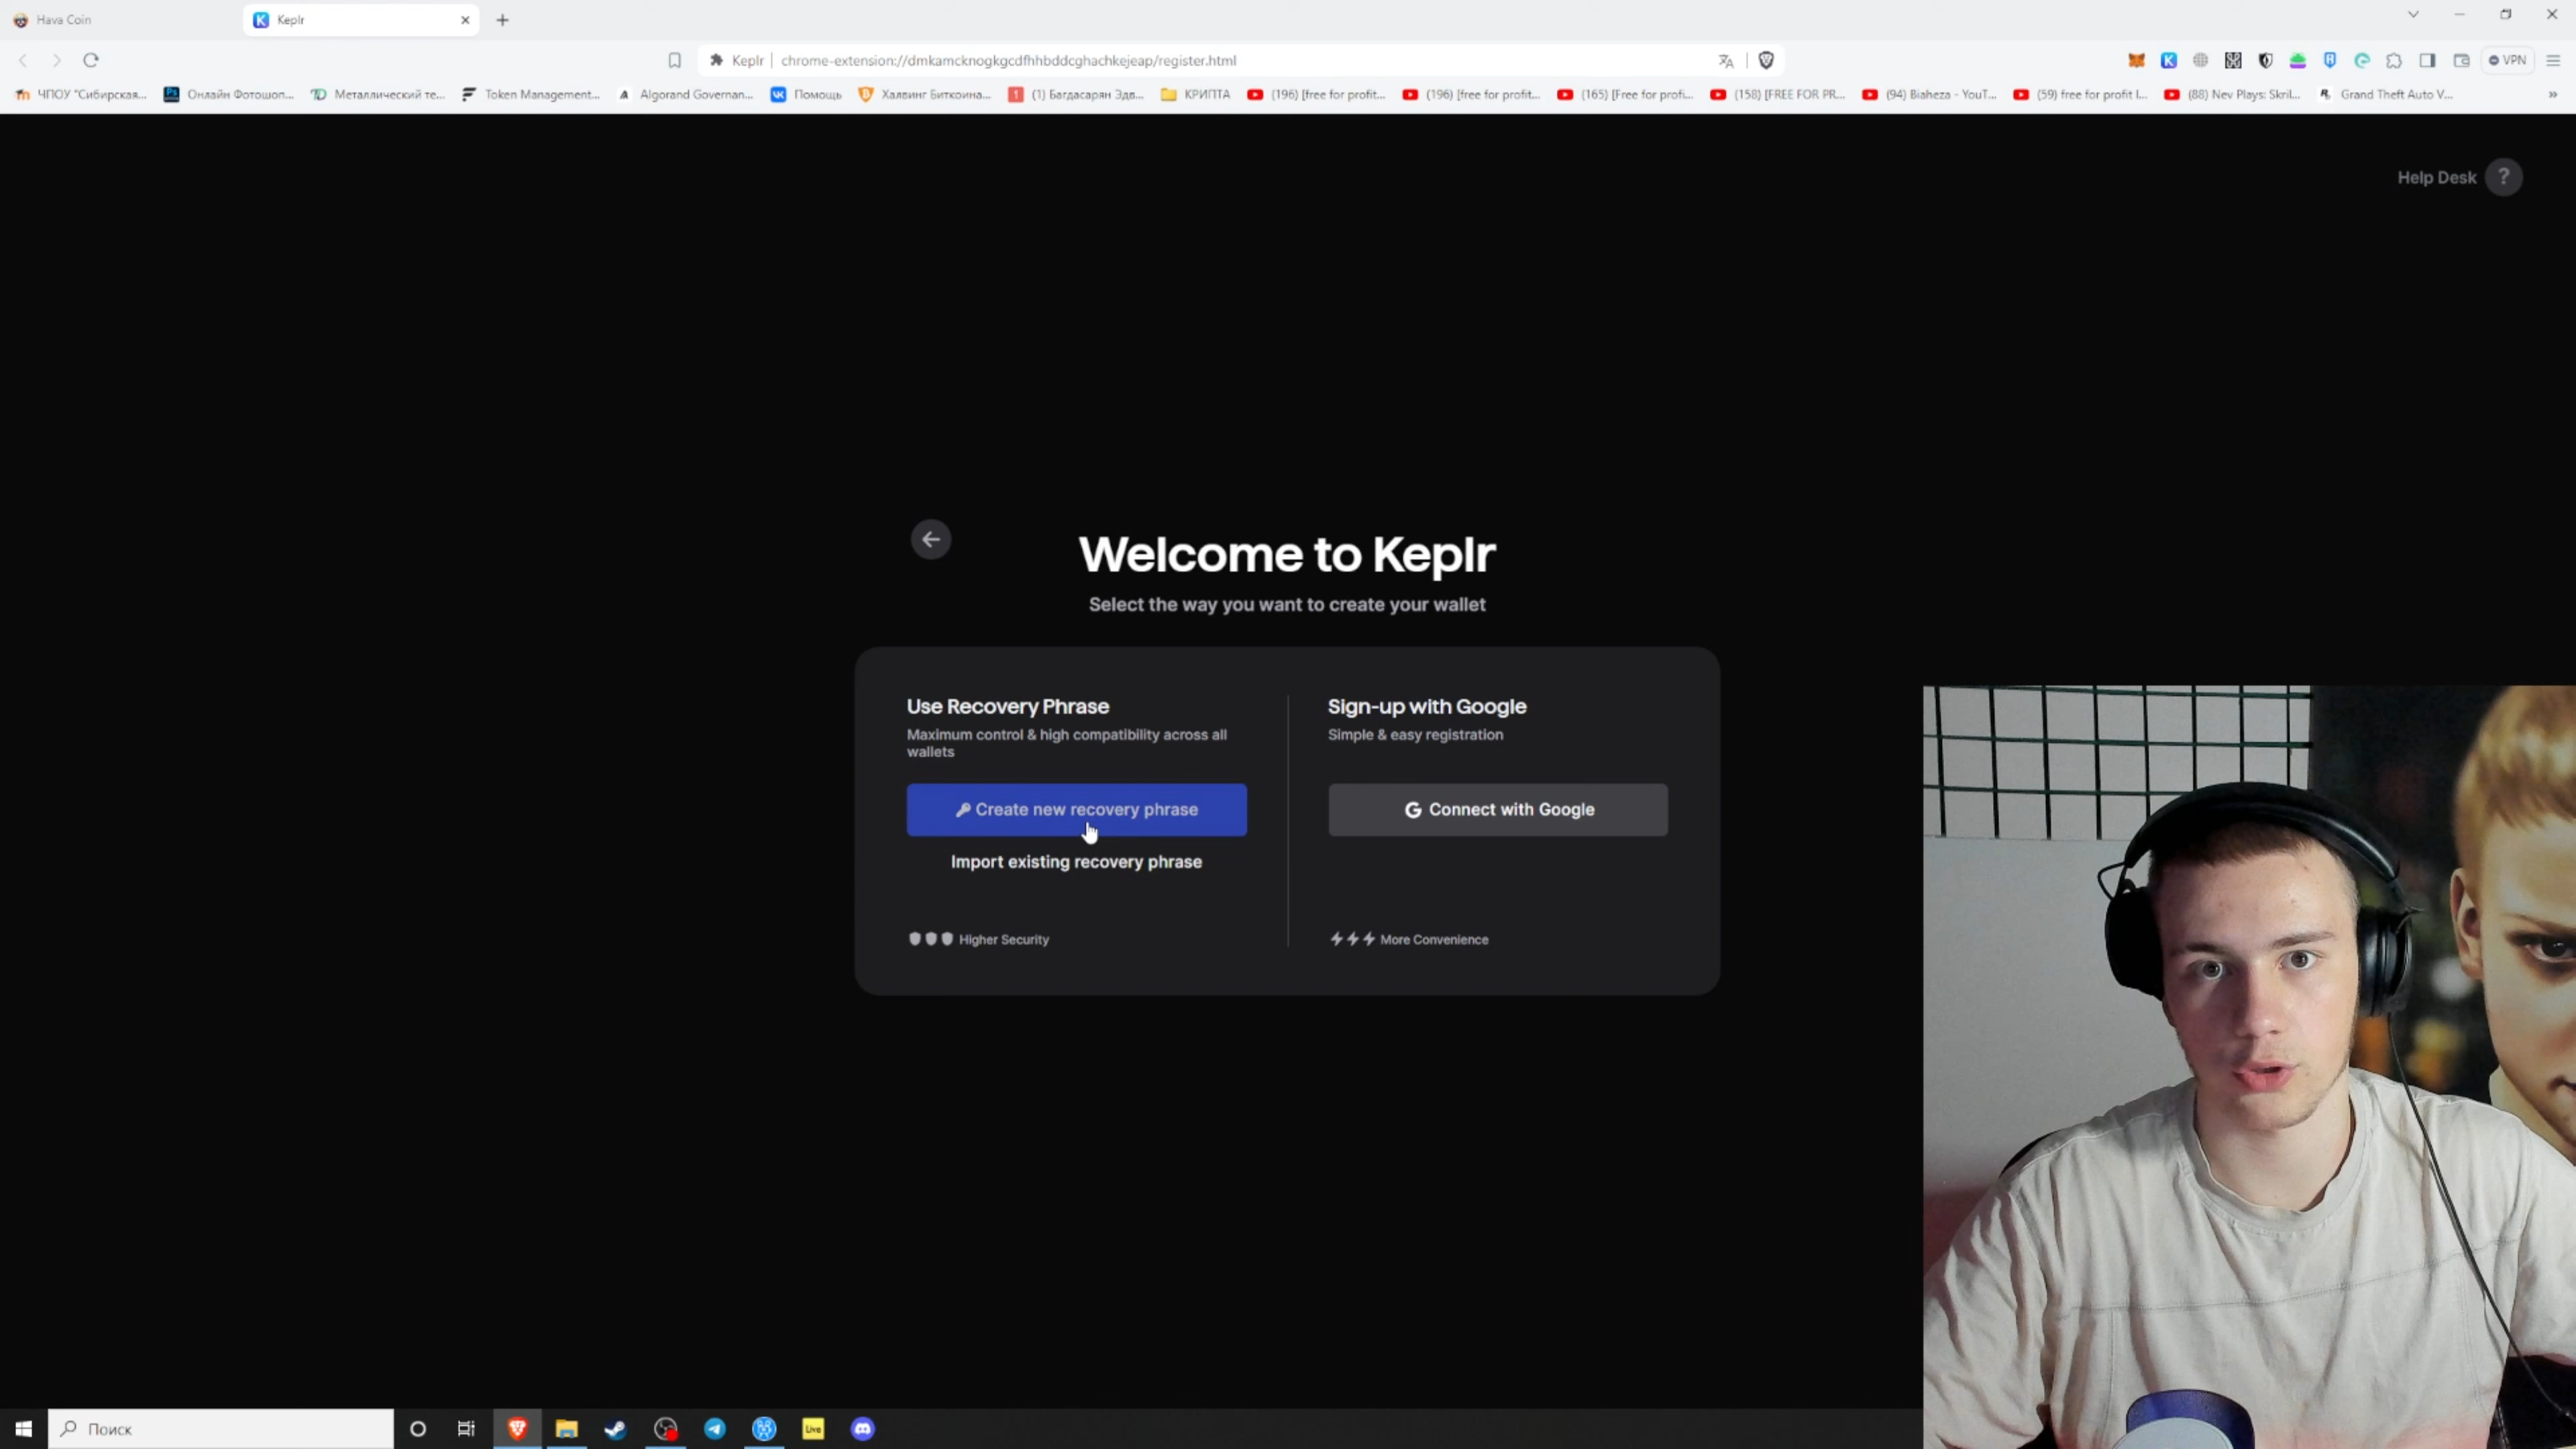 Hava Coin
Keplr
Keplr | chrome-extension://dmkamcknogkgcdfhhbddcghachkejeap/register.html
VPN
ЧПОУ "Сибирская...
Ps Онлайн Фотошоп...
Металлический те...
Token Management...
Algorand Governan...
Помощь
Халвинг Биткоина...
1 (1) Багдасарян Эдв...
КРИПТА
(196) [free for profit...
(196) [free for profit...
(165) [Free for profi...
(158) [FREE FOR PR...
(94) Biaheza - YouT...
(59) free for profit l...
(88) Nev Plays: Skril...
Grand Theft Auto V...
Help Desk ?
Welcome to Keplr
Select the way you want to create your wallet
Use Recovery Phrase
Maximum control & high compatibility across all
wallets
Create new recovery phrase
Import existing recovery phrase
Higher Security
Sign-up with Google
Simple & easy registration
G Connect with Google
More Convenience
Поиск
Live